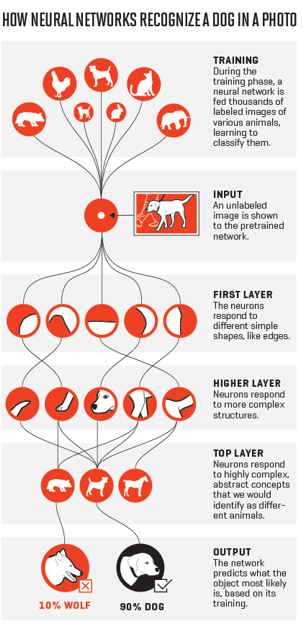 HOW NEURAL NETWORKS RECOGNIZE A DOG IN A PHOTO
TRAINING
During the
training phase, a
neural network is
fed thousands of
labeled images of
various animals,
learning to
classify them.
INPUT
An unlabeled
image is shown
to the pretrained
network.
FIRST LAYER
The neurons
respond to
different simple
shapes, like edges.
HIGHER LAYER
Neurons respond
to more complex
structures.
TOP LAYER
Neurons respond
to highly complex,
abstract concepts
that we would
identify as differ-
ent animals.
OUTPUT
The network
predicts what the
object most likely
is, based on its
training.
10% WOLF
90% DOG